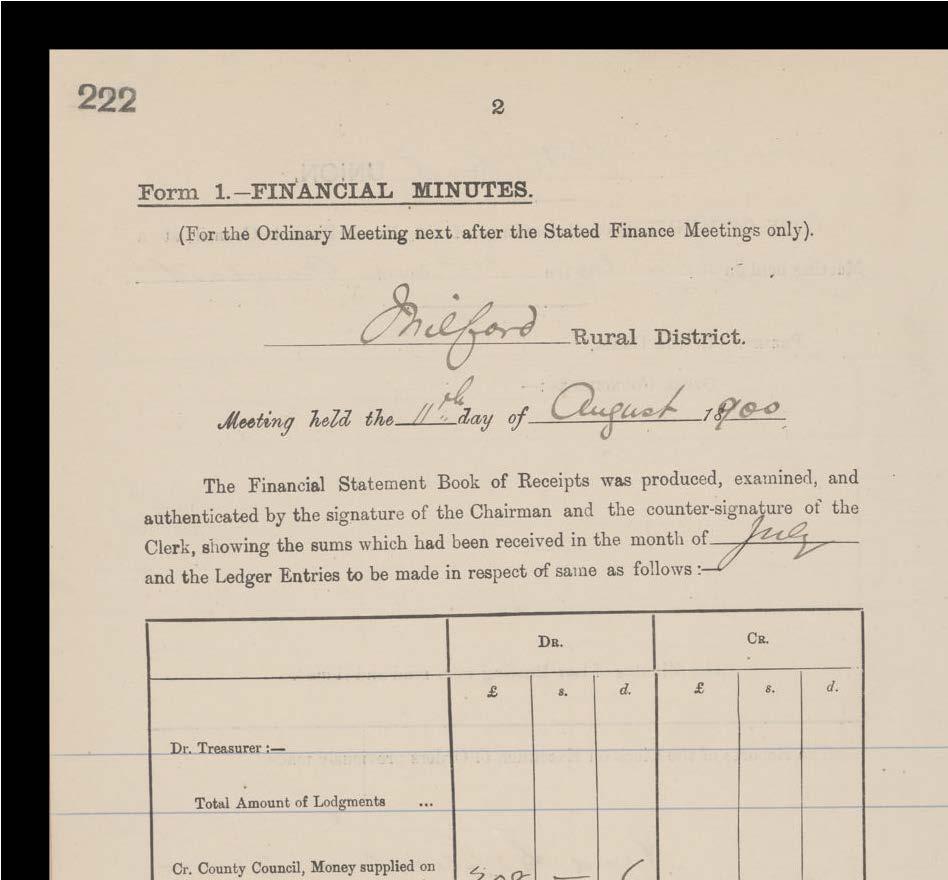 222
2
Form 1.—FINANCIAL MINUTES.
(For the Ordinary Meeting next after the Stated Finance Meetings only).
Milford Rural District.
Meeting held the 11th day of August 1900
The Financial Statement Book of Receipts was produced, examined, and
authenticated by the signature of the Chairman and the counter-signature of the
Clerk, showing the sums which had been received in the month of July
and the Ledger Entries to be made in respect of same as follows :—
DR. CR.
£ s. d. £ s. d.
Dr. Treasurer :—
Total Amount of Lodgments ...
Cr. County Council, Money supplied on